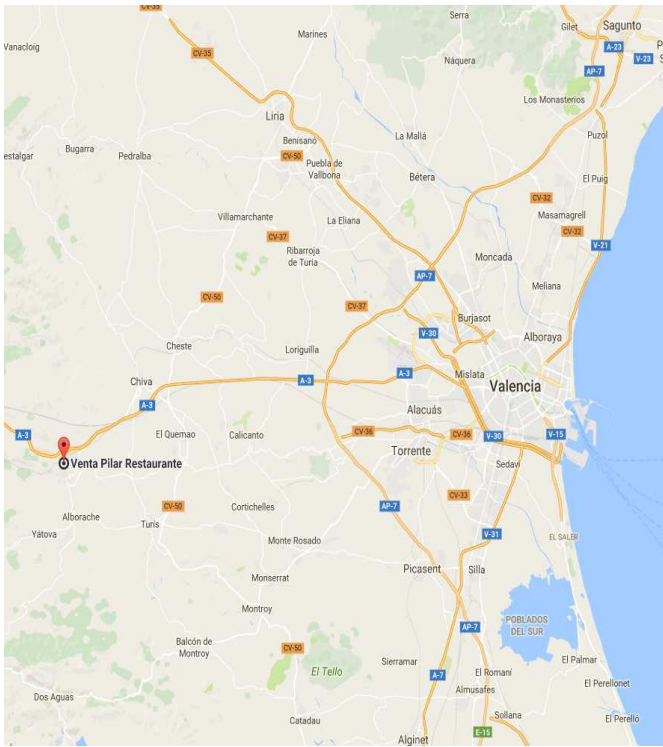 CV-35
Serra
Gilet
Sagunto
Marines
A-23
Vanacloig
CV-35
Náquera
AP-7
V-23
Los Monasterios
Liria
La Mallá
Puzol
Benisanó
Bugarra
Pedralba
CV-50
estalgar
Puebla de
Vallbona
Bétera
El Puig
CV-32
Villamarchante
La Eliana
Masamagrell
CV-32
CV-37
V-21
Ribarroja
de Turia
Moncada
AP-7
Meliana
CV-50
CV-37
Burjasot
V-30
Alboraya
Cheste
Loriguilla
A-3
Mislata
Chiva
A-3
Valencia
A-3
Alacuás
El Quemao
Calicanto
CV-36
CV-36
V-30
V-15
A-3
Torrente
Sedaví
Venta Pilar Restaurante
CV-33
CV-50
Cortichelles
AP-7
Alborache
Turís
Yátova
Monte Rosado
V-31
EL SALER
Picasent
Silla
Monserrat
Montroy
POBLADOS
DEL SUR
AP-7
Balcón de
Montroy
CV-50
Sierramar
El Palmar
El Tello
A-7
El Romaní
El Perellonet
Dos Aguas
Almusafes
Catadau
Sollana
El Perelló
E-15
Alginet